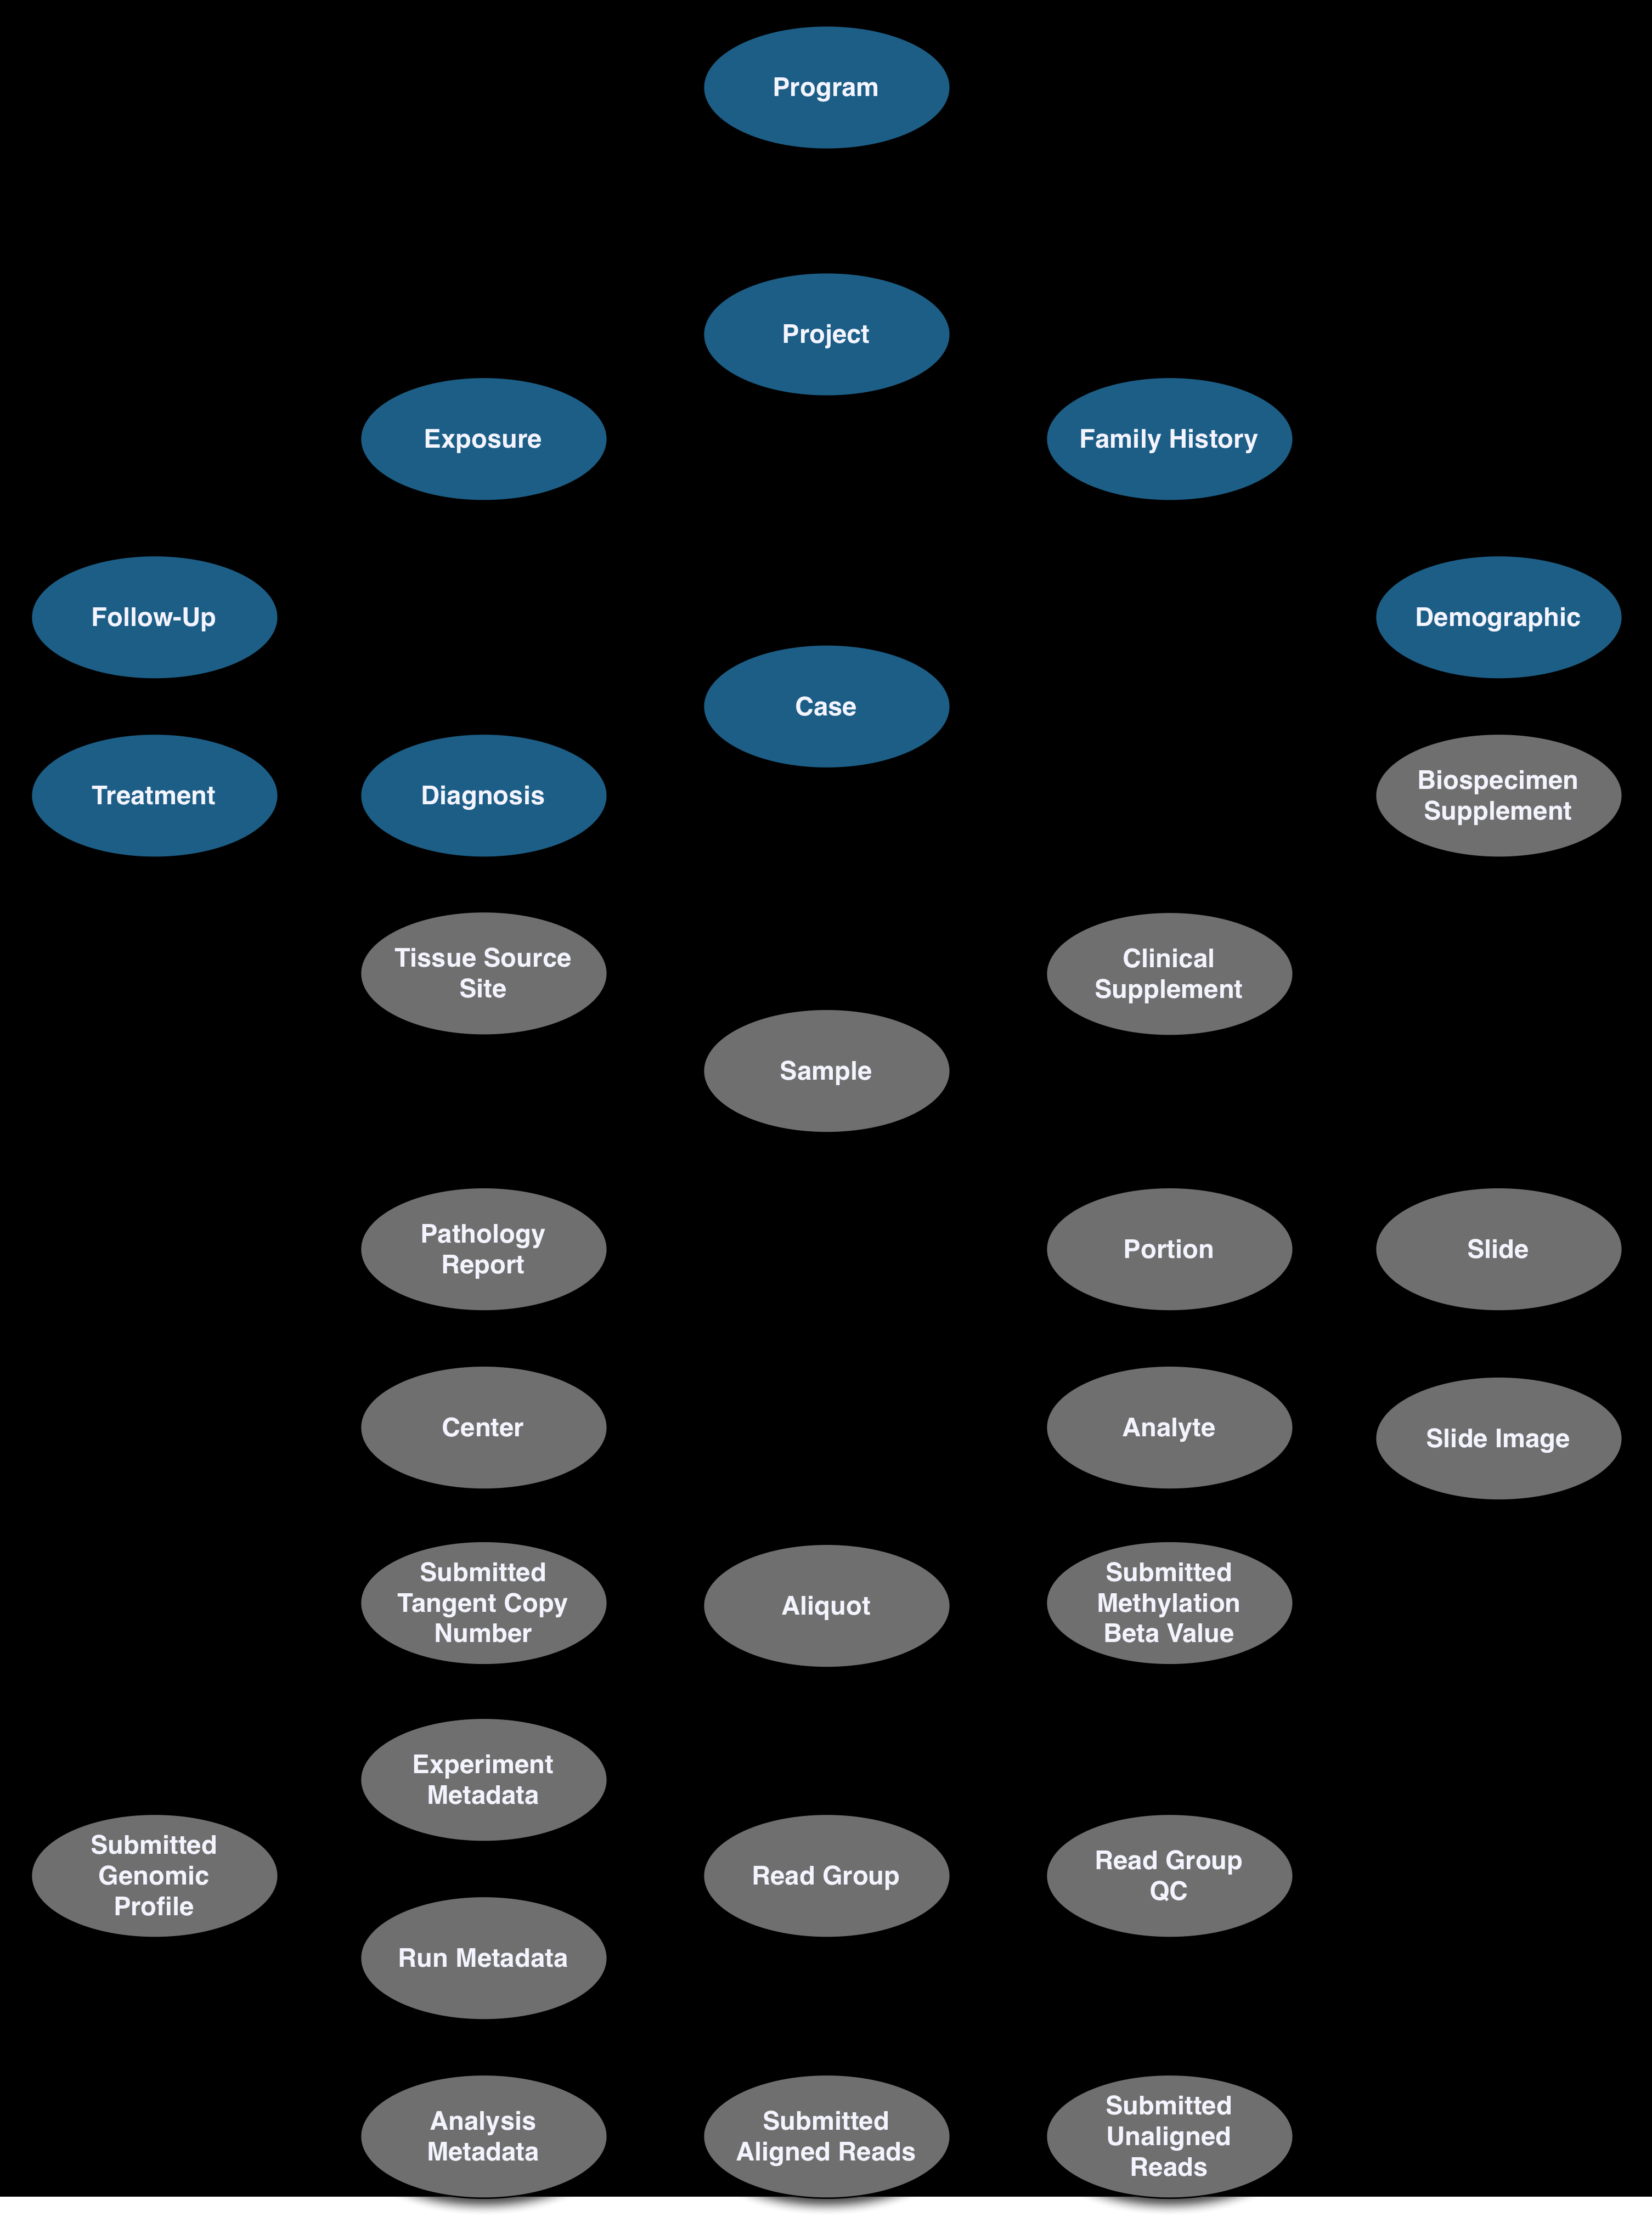 Program
Project
Exposure
Family History
Follow-Up
Demographic
Case
Treatment
Diagnosis
Biospecimen
Supplement
Tissue Source
Site
Clinical
Supplement
Sample
Pathology
Report
Portion
Slide
Center
Analyte
Slide Image
Submitted
Tangent Copy
Number
Aliquot
Submitted
Methylation
Beta Value
Experiment
Metadata
Submitted
Genomic
Profile
Read Group
Read Group
QC
Run Metadata
Analysis
Metadata
Submitted
Aligned Reads
Submitted
Unaligned
Reads